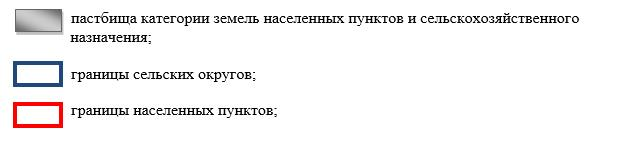 пастбища категории земель населенных пунктов и сельскохозяйственного
назначения;
границы сельских округов;
границы населенных пунктов;